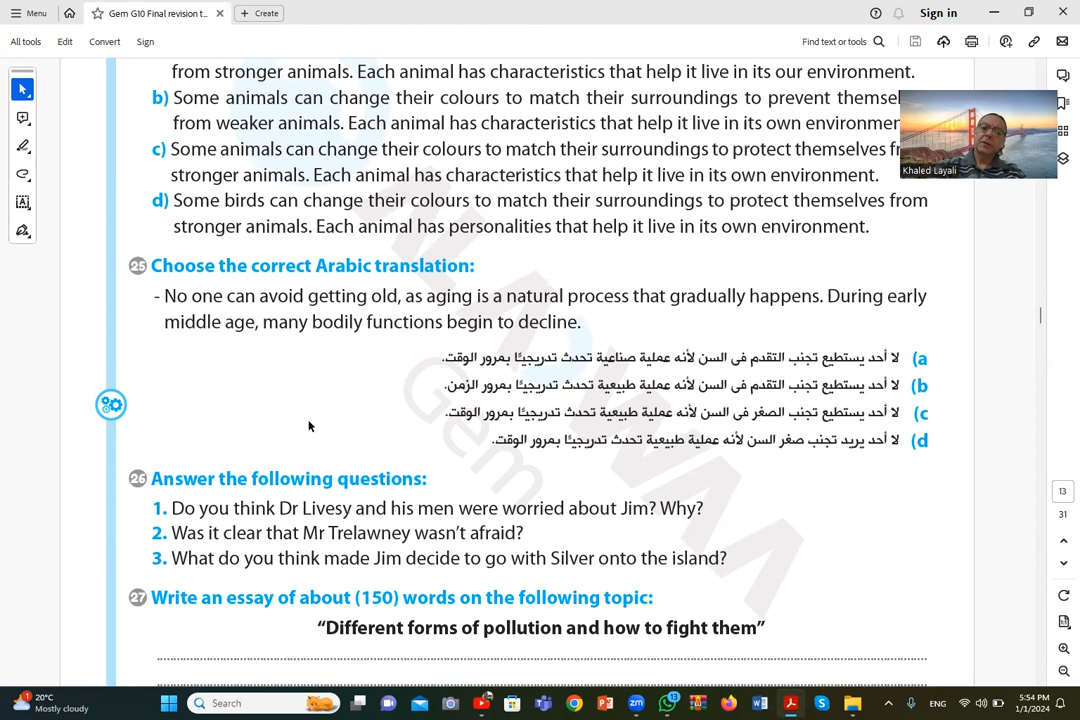 Menu
Gem G10 Final revision t...
Create
Sign in
All tools
Edit
Convert
Sign
Find text or tools
from stronger animals. Each animal has characteristics that help it live in its our environment.
b) Some animals can change their colours to match their surroundings to prevent
from weaker animals. Each animal has characteristics that help it live in its own
c) Some animals can change their colours to match their surroundings to protect themselves
stronger animals. Each animal has characteristics that help it live in its own environment.
d) Some birds can change their colours to match their surroundings to protect themselves from
stronger animals. Each animal has personalities that help it live in its own environment.
Khaled Layali
25 Choose the correct Arabic translation:
- No one can avoid getting old, as aging is a natural process that gradually happens. During early
middle age, many bodily functions begin to decline.
a) لا أحد يستطيع تجنب التقدم فى السن لأنه عملية صناعية تحدث تدريجيًا بمرور الوقت.
b) لا أحد يستطيع تجنب التقدم فى السن لأنه عملية طبيعية تحدث تدريجيًا بمرور الزمن.
c) لا أحد يستطيع تجنب الصغر فى السن لأنه عملية طبيعية تحدث تدريجيًا بمرور الوقت.
d) لا أحد يريد تجنب صغر السن لأنه عملية طبيعية تحدث تدريجيًا بمرور الوقت.
26 Answer the following questions:
1. Do you think Dr Livesy and his men were worried about Jim? Why?
2. Was it clear that Mr Trelawney wasn't afraid?
3. What do you think made Jim decide to go with Silver onto the island?
27 Write an essay of about (150) words on the following topic:
“Different forms of pollution and how to fight them”
ALADWAA
Gem
13
31
1
20°C
Mostly cloudy
Search
13
ENG
5:54 PM
1/1/2024